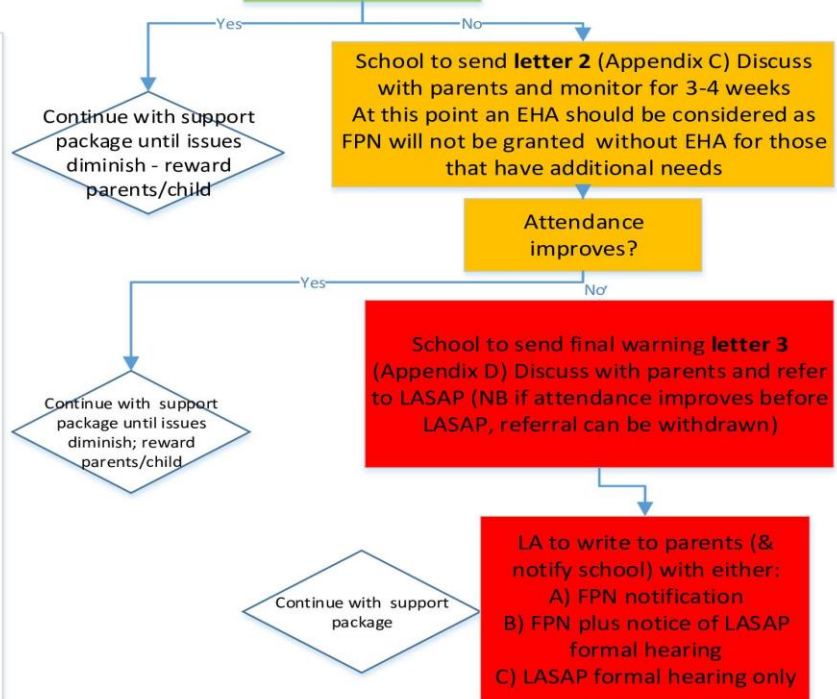 Yes
No
School to send letter 2 (Appendix C) Discuss
with parents and monitor for 3-4 weeks
At this point an EHA should be considered as
FPN will not be granted without EHA for those
that have additional needs
Continue with support
package until issues
diminish - reward
parents/child
Attendance
improves?
Yes
No
School to send final warning letter 3
(Appendix D) Discuss with parents and refer
to LASAP (NB if attendance improves before
LASAP, referral can be withdrawn)
Continue with support
package until issues
diminish; reward
parents/child
LA to write to parents (&
notify school) with either:
A) FPN notification
B) FPN plus notice of LASAP
formal hearing
C) LASAP formal hearing only
Continue with support
package